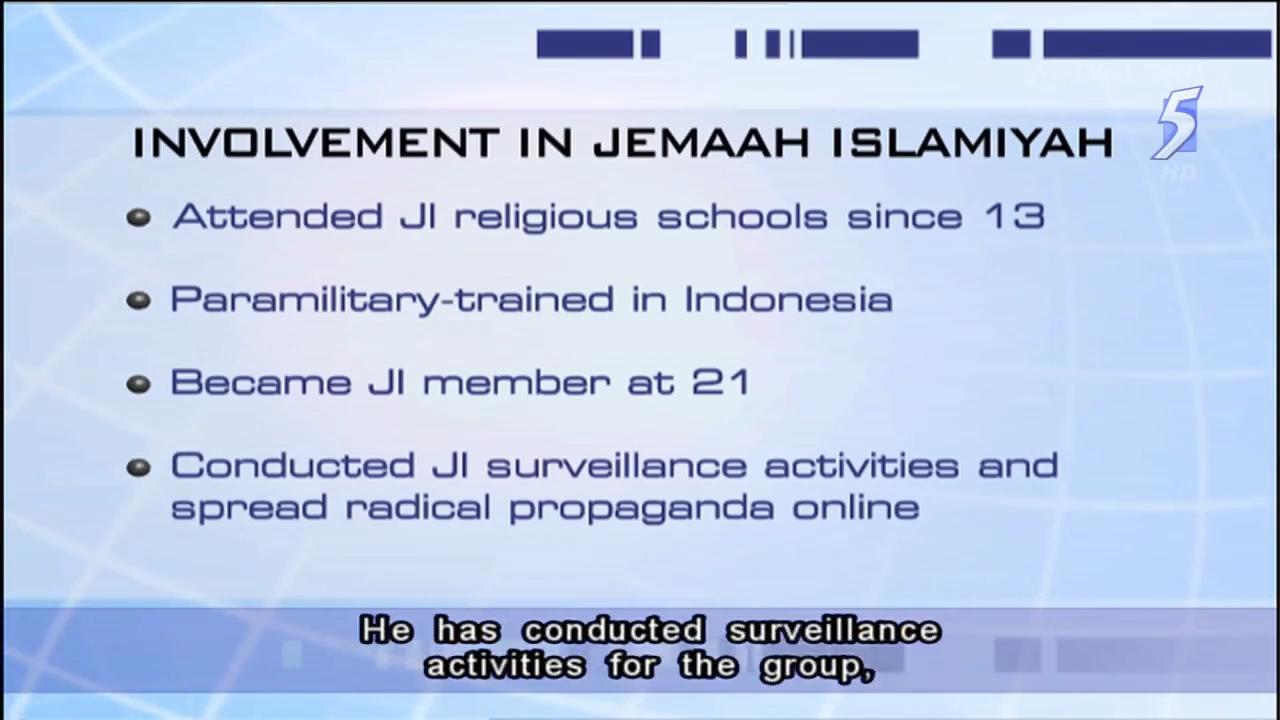 INVOLVEMENT IN JEMAAH ISLAMIYAH
5
HD
Attended JI religious schools since 13
Paramilitary-trained in Indonesia
Became JI member at 21
Conducted JI surveillance activities and
spread radical propaganda online
He has conducted surveillance
activities for the group,